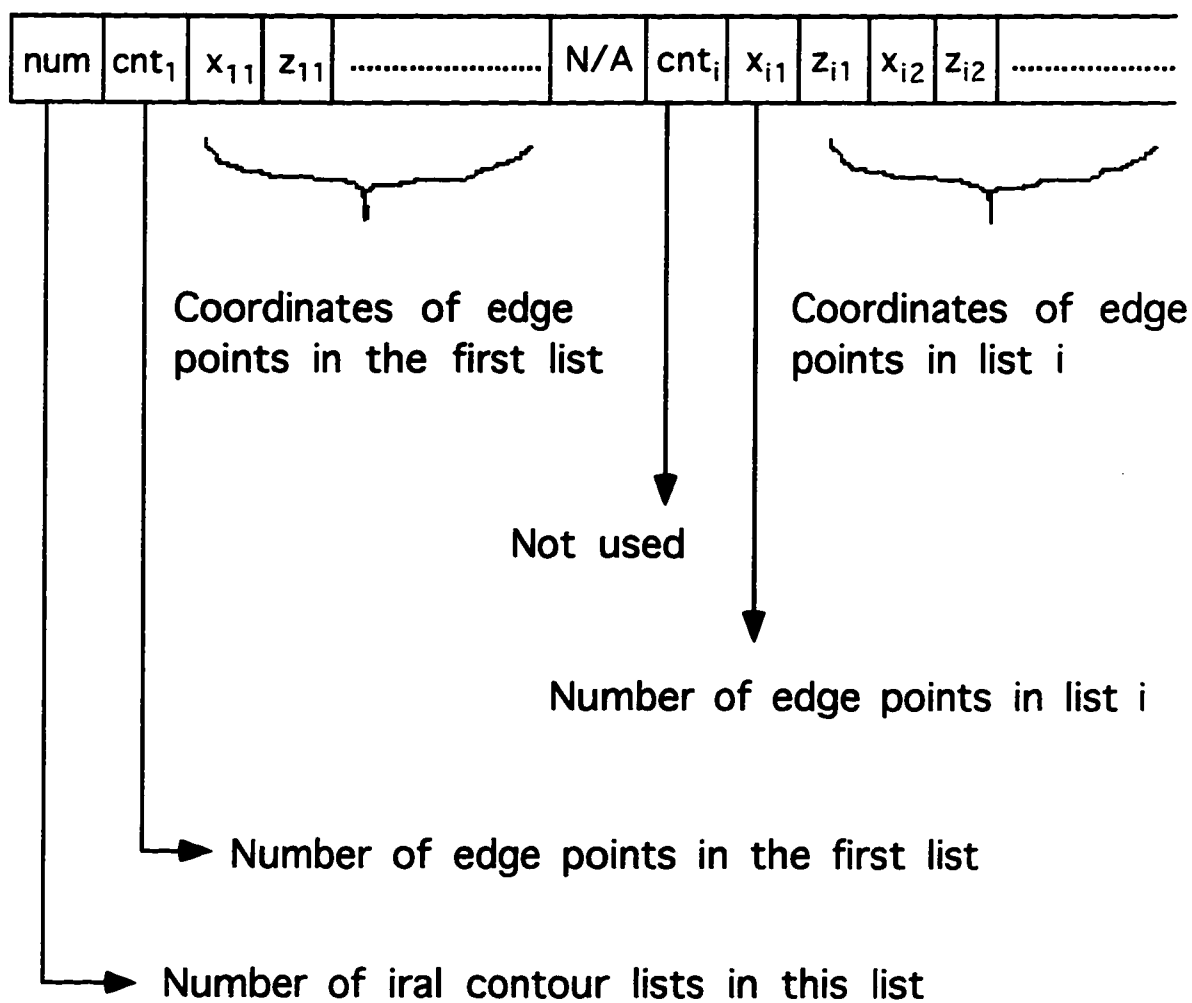 num cnt₁ x₁₁ z₁₁ ........................ N/A cntᵢ xᵢ₁ zᵢ₁ xᵢ₂ zᵢ₂ ....................
Coordinates of edge
points in the first list
Coordinates of edge
points in list i
Not used
Number of edge points in list i
Number of edge points in the first list
Number of iral contour lists in this list